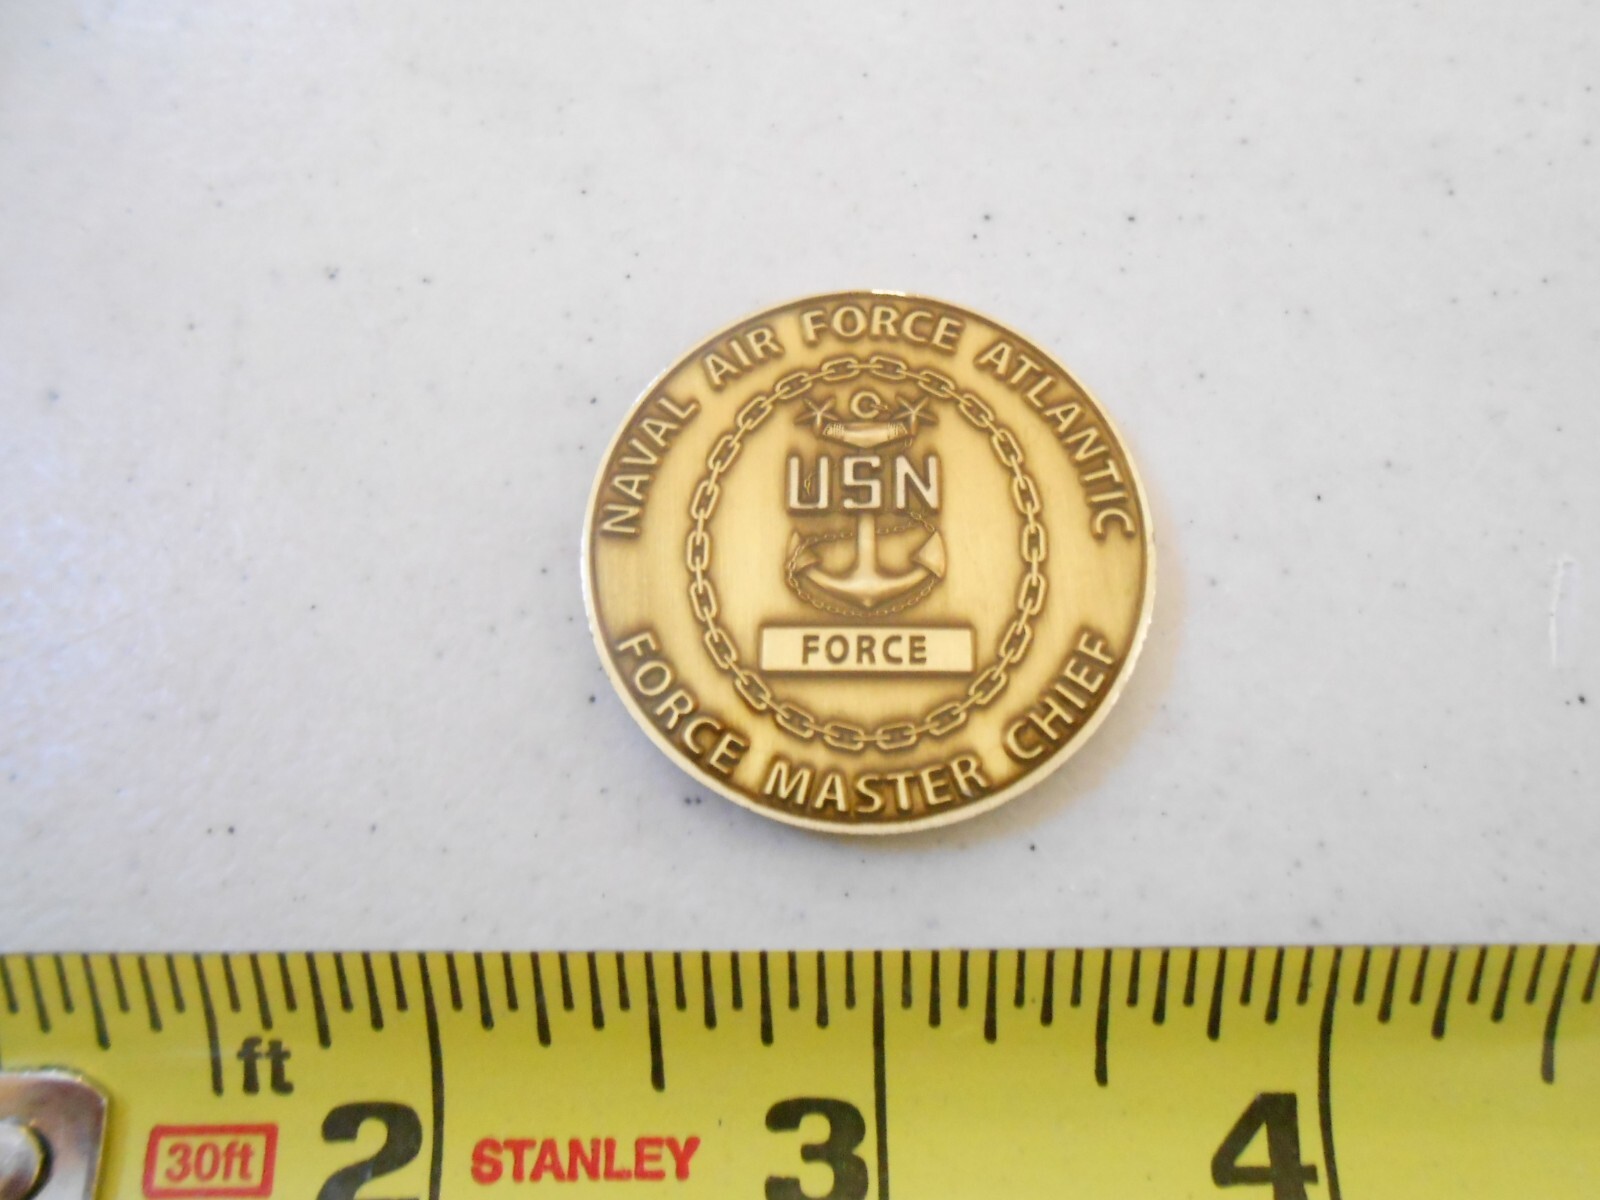 NAVAL AIR FORCE ATLANTIC
USN
FORCE
FORCE MASTER CHIEF
ft
30ft 2 STANLEY 3 4